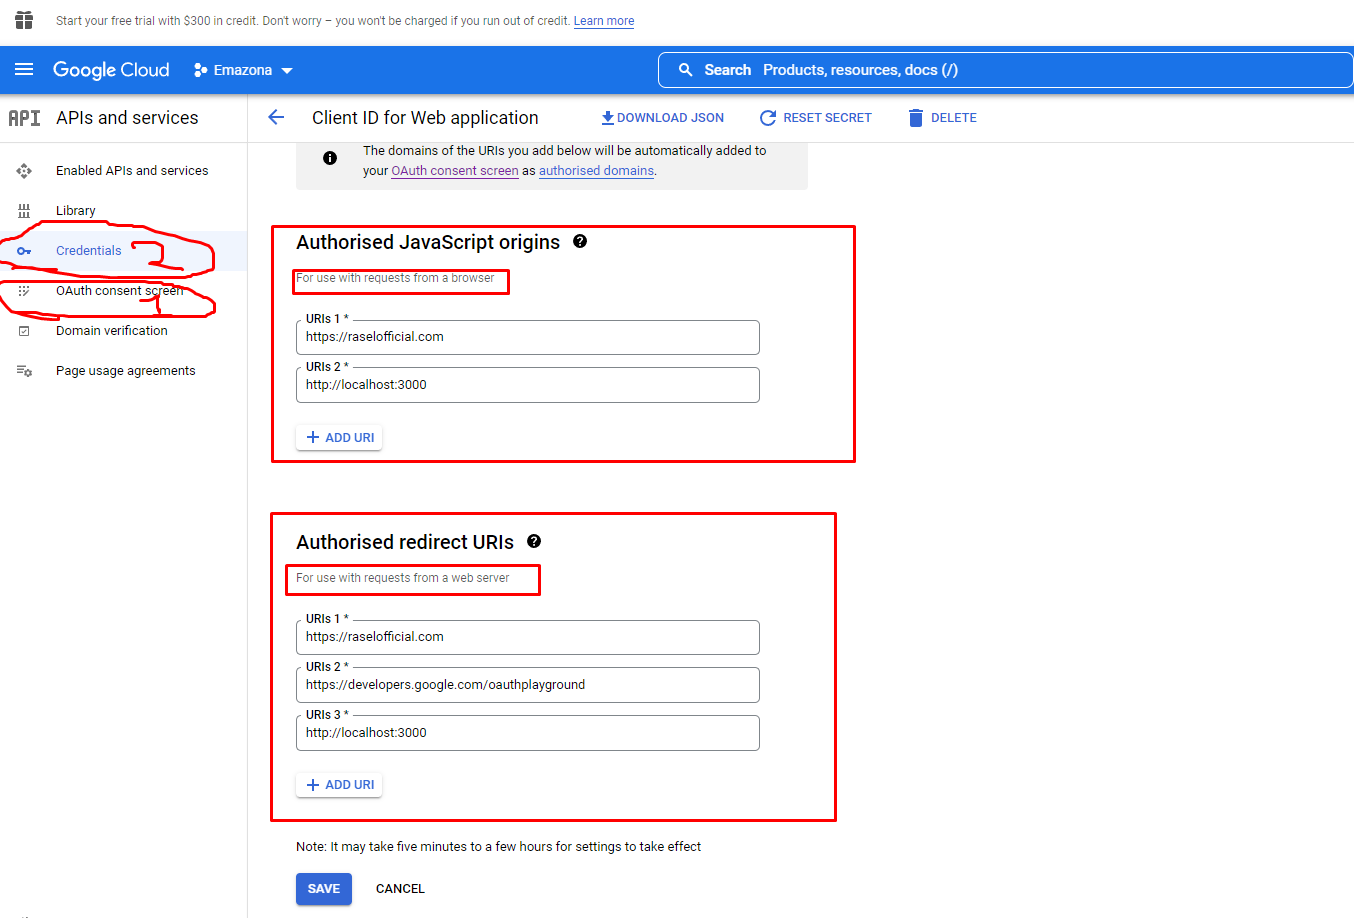 Start your free trial with $300 in credit. Don't worry – you won't be charged if you run out of credit. Learn more
Google Cloud
Emazona
Search Products, resources, docs (/)
API APIs and services
Client ID for Web application
DOWNLOAD JSON
RESET SECRET
DELETE
Enabled APIs and services
Library
Credentials
2
OAuth consent screen
1
Domain verification
Page usage agreements
The domains of the URIs you add below will be automatically added to
your OAuth consent screen as authorised domains.
Authorised JavaScript origins
For use with requests from a browser
URIs 1 *
https://raselofficial.com
URIs 2 *
http://localhost:3000
+ ADD URI
Authorised redirect URIs
For use with requests from a web server
URIs 1 *
https://raselofficial.com
URIs 2 *
https://developers.google.com/oauthplayground
URIs 3 *
http://localhost:3000
+ ADD URI
Note: It may take five minutes to a few hours for settings to take effect
SAVE
CANCEL